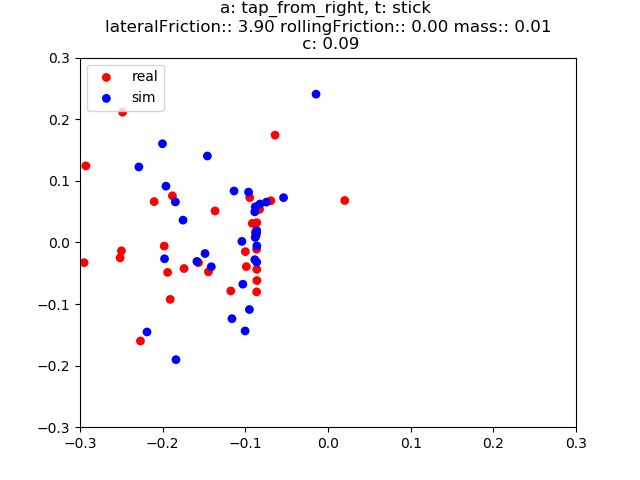 a: tap_from_right, t: stick
lateralFriction:: 3.90 rollingFriction:: 0.00 mass:: 0.01
c: 0.09
real
sim
0.3
0.2
0.1
0.0
−0.1
−0.2
−0.3
−0.3 −0.2 −0.1 0.0 0.1 0.2 0.3